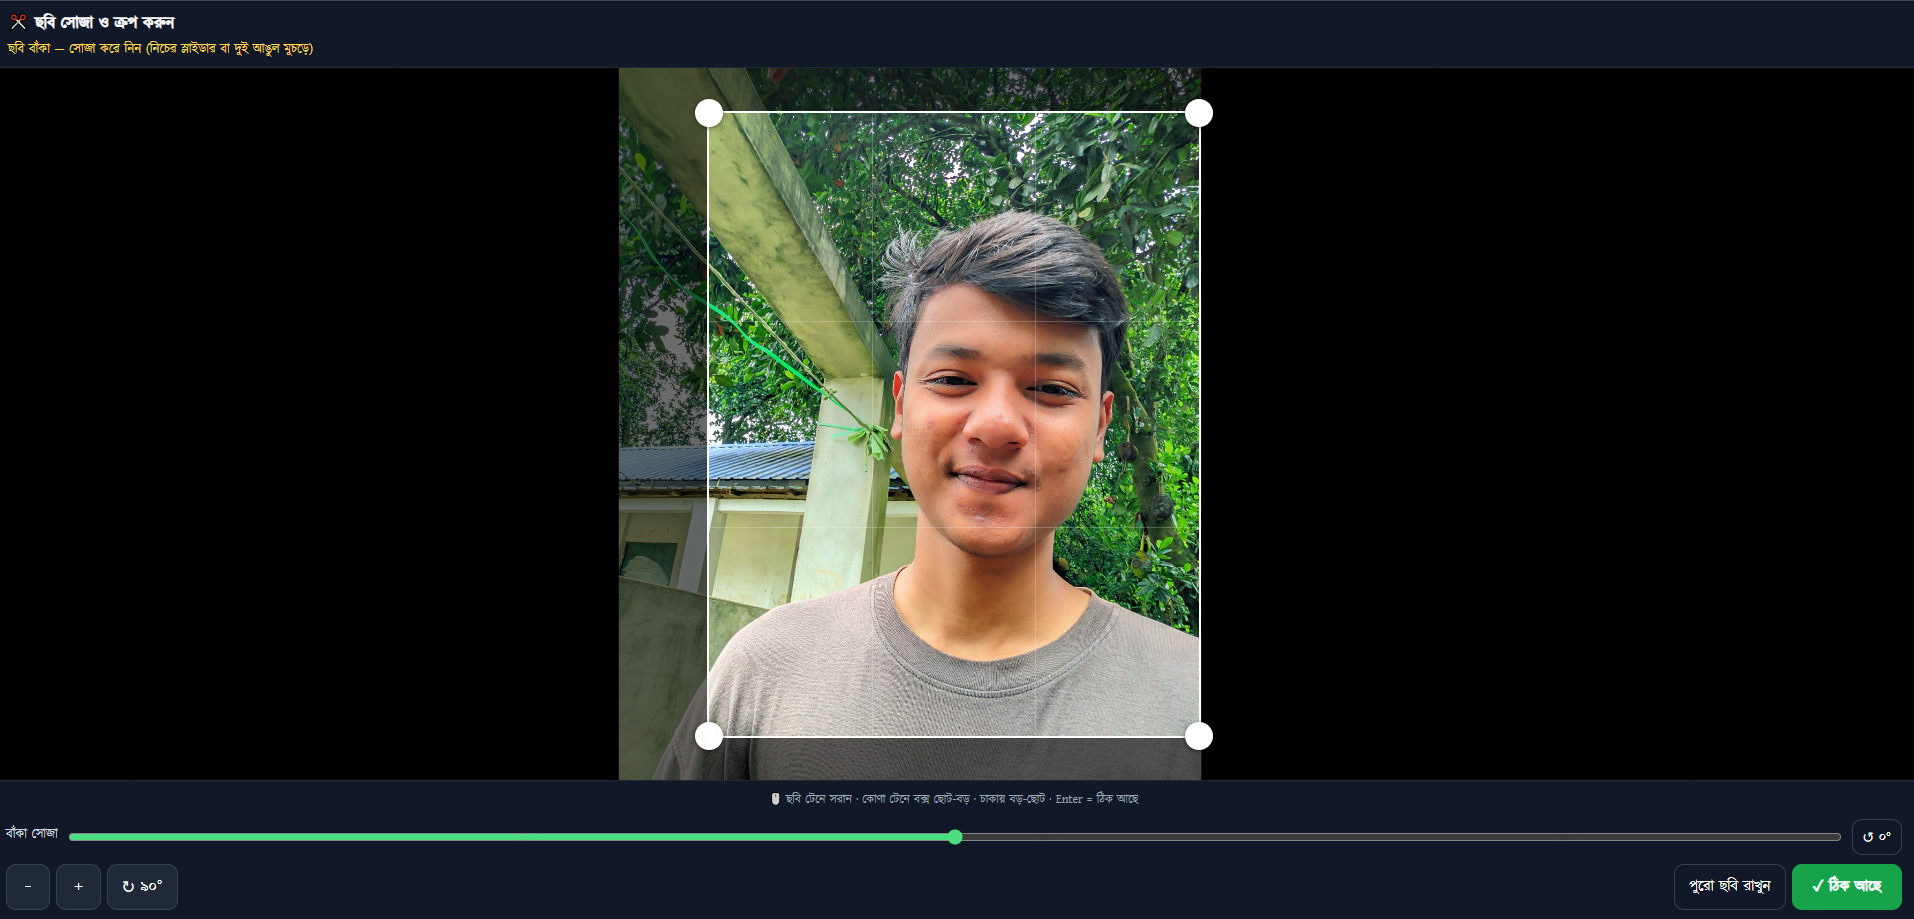 ছবি সোজা ও ক্রপ করুন
ছবি বাঁকা — সোজা করে নিন (নিচের স্লাইডার বা দুই আঙুল মুচড়ে)
ছবি টেনে সরান · কোণা টেনে বক্স ছোট-বড় · চাকায় বড়-ছোট · Enter = ঠিক আছে
বাঁকা সোজা
↺ ০°
−
+
↻ ৯০°
পুরো ছবি রাখুন
✓ ঠিক আছে